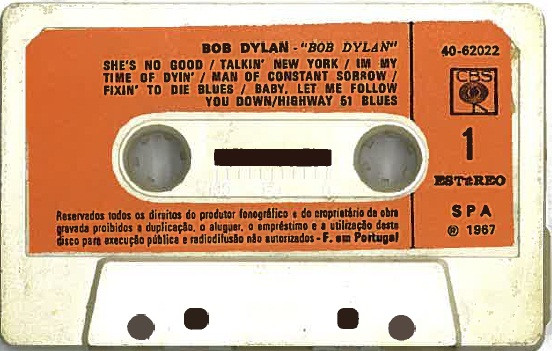 BOB DYLAN - "BOB DYLAN"
SHE'S NO GOOD / TALKIN' NEW YORK / IM MY
TIME OF DYIN' / MAN OF CONSTANT SORROW /
FIXIN' TO DIE BLUES / BABY, LET ME FOLLOW
YOU DOWN/HIGHWAY 51 BLUES
40-62022
CBS
1
ESTéREO
SPA
℗ 1967
100 50 0
Reservados todos os direitos do produtor fonográfico e do proprietário da obra
gravada proibidos a duplicação, o aluguer, o empréstimo e a utilização deste
disco para execução pública e radiodifusão não autorizados - F. em Portugal